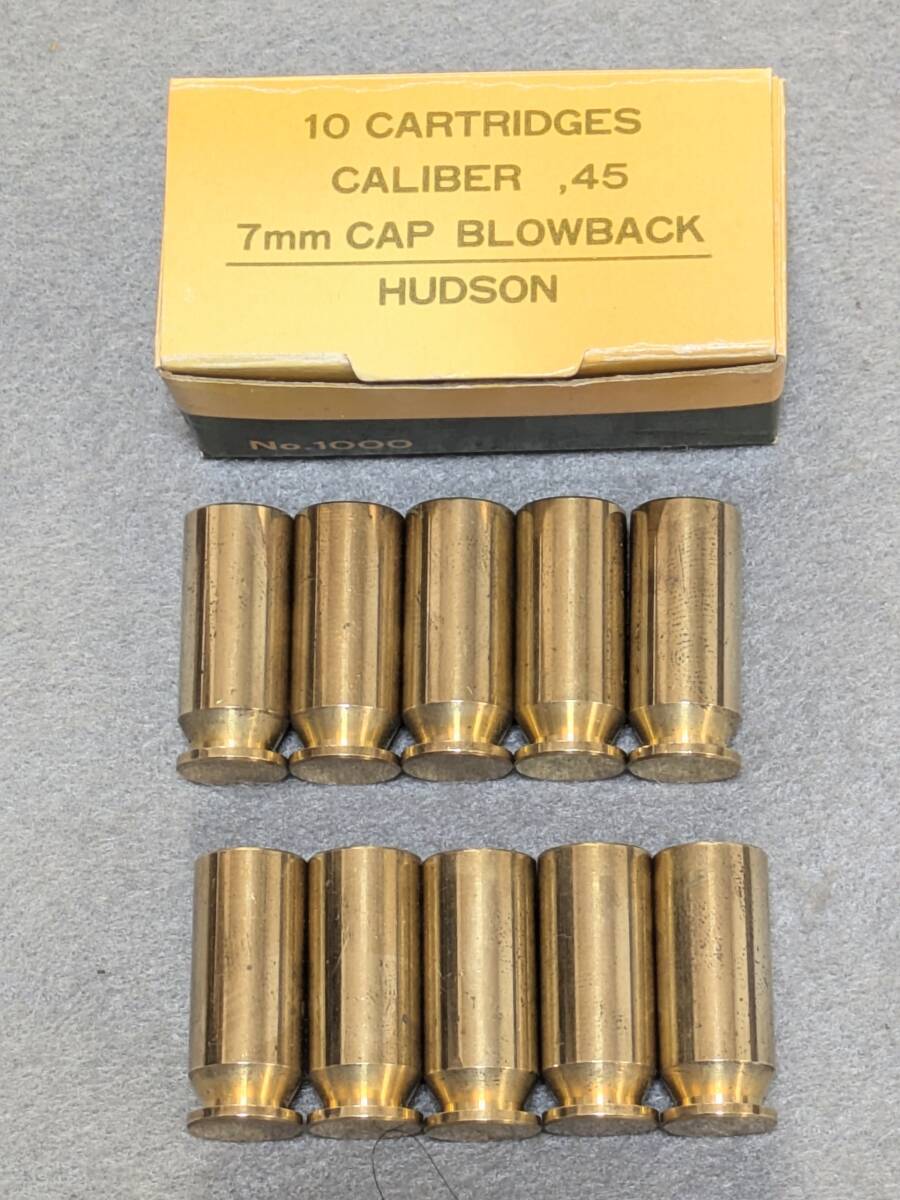 10 CARTRIDGES
CALIBER ,45
7mm CAP BLOWBACK
HUDSON
No.1000